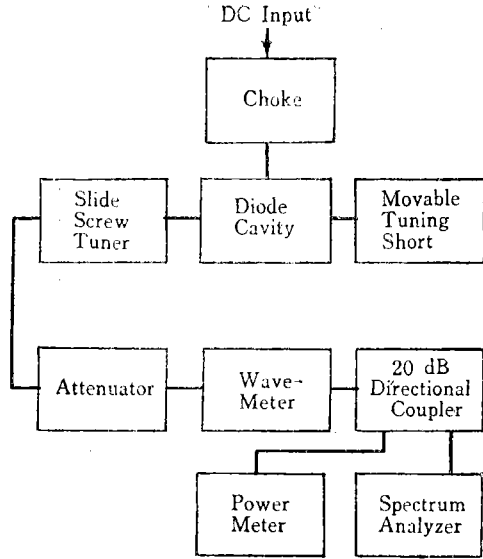 DC Input
Choke
Slide
Screw
Tuner
Diode
Cavity
Movable
Tuning
Short
Attenuator
Wave-
Meter
20 dB
Directional
Coupler
Power
Meter
Spectrum
Analyzer